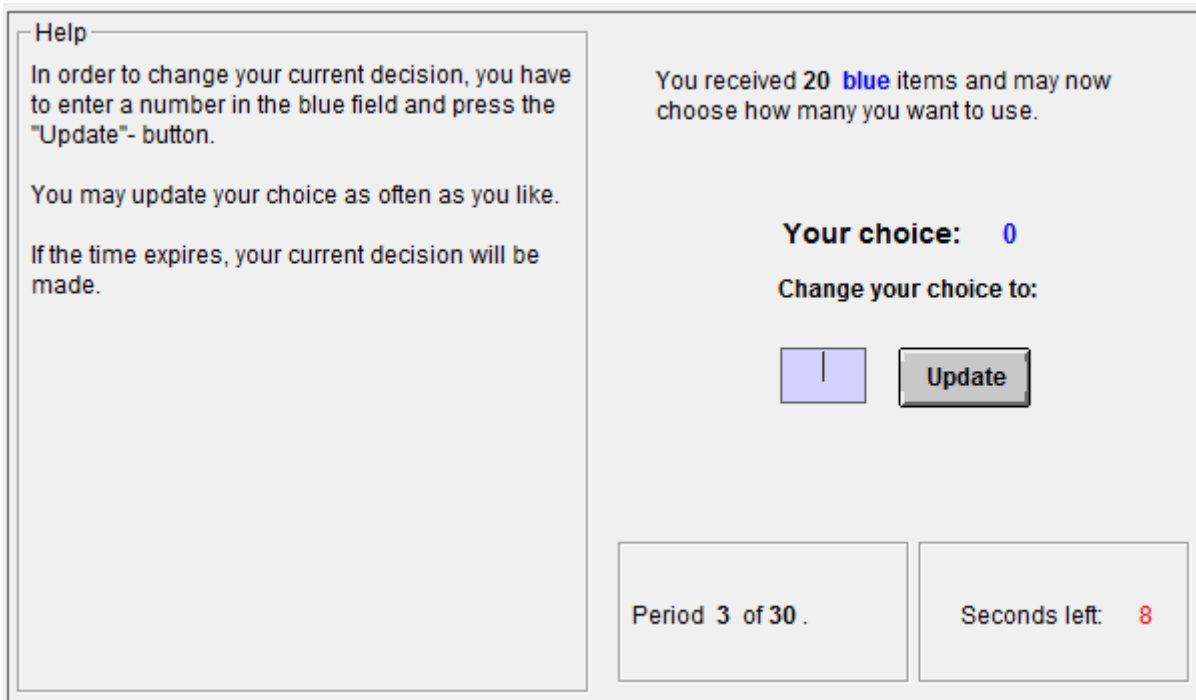 Help
In order to change your current decision, you have
to enter a number in the blue field and press the
"Update"- button.
You may update your choice as often as you like.
If the time expires, your current decision will be
made.
You received 20 blue items and may now
choose how many you want to use.
Your choice: 0
Change your choice to:
Update
Period 3 of 30 .
Seconds left: 8